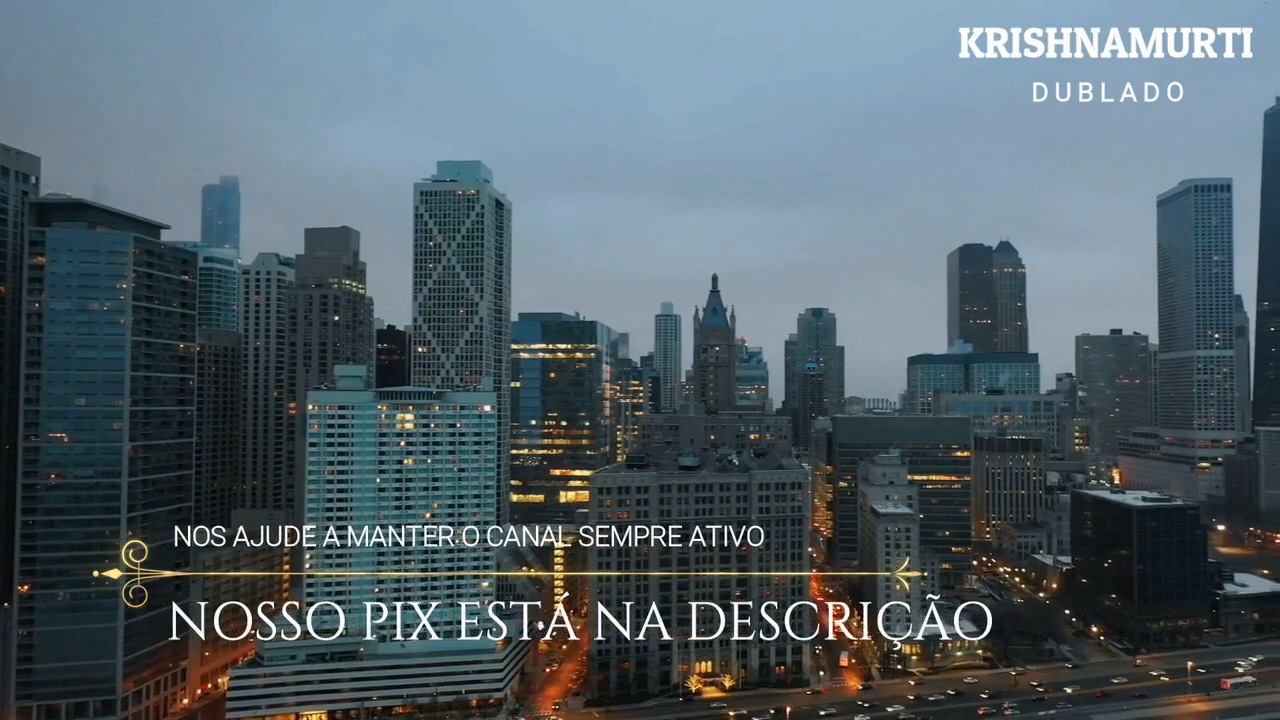 KRISHNAMURTI
DUBLADO
NOS AJUDE A MANTER O CANAL SEMPRE ATIVO
NOSSO PIX ESTÁ NA DESCRIÇÃO